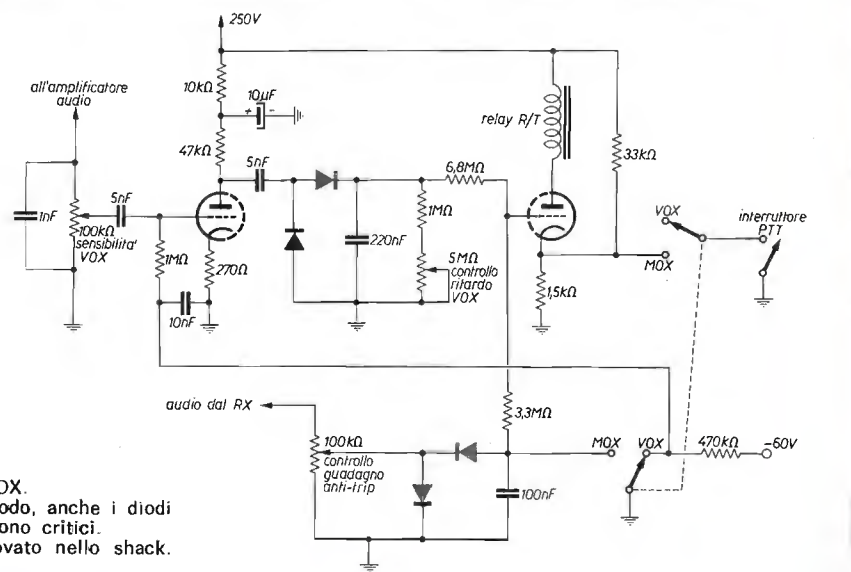 250V
10kΩ
10µF
+ -
all'amplificatore
audio
47kΩ
relay R/T
33kΩ
5nF
6,8MΩ
5nF
1nF
100kΩ
sensibilita'
VOX
1MΩ
270Ω
10nF
220nF
1MΩ
5MΩ
controllo
ritardo
VOX
1,5kΩ
VOX
MOX
interruttore
PTT
audio dal RX
3,3MΩ
100kΩ
controllo
guadagno
anti-trip
100nF
MOX
VOX
470kΩ
-60V
OX.
odo, anche i diodi
ono critici.
ovato nello shack.